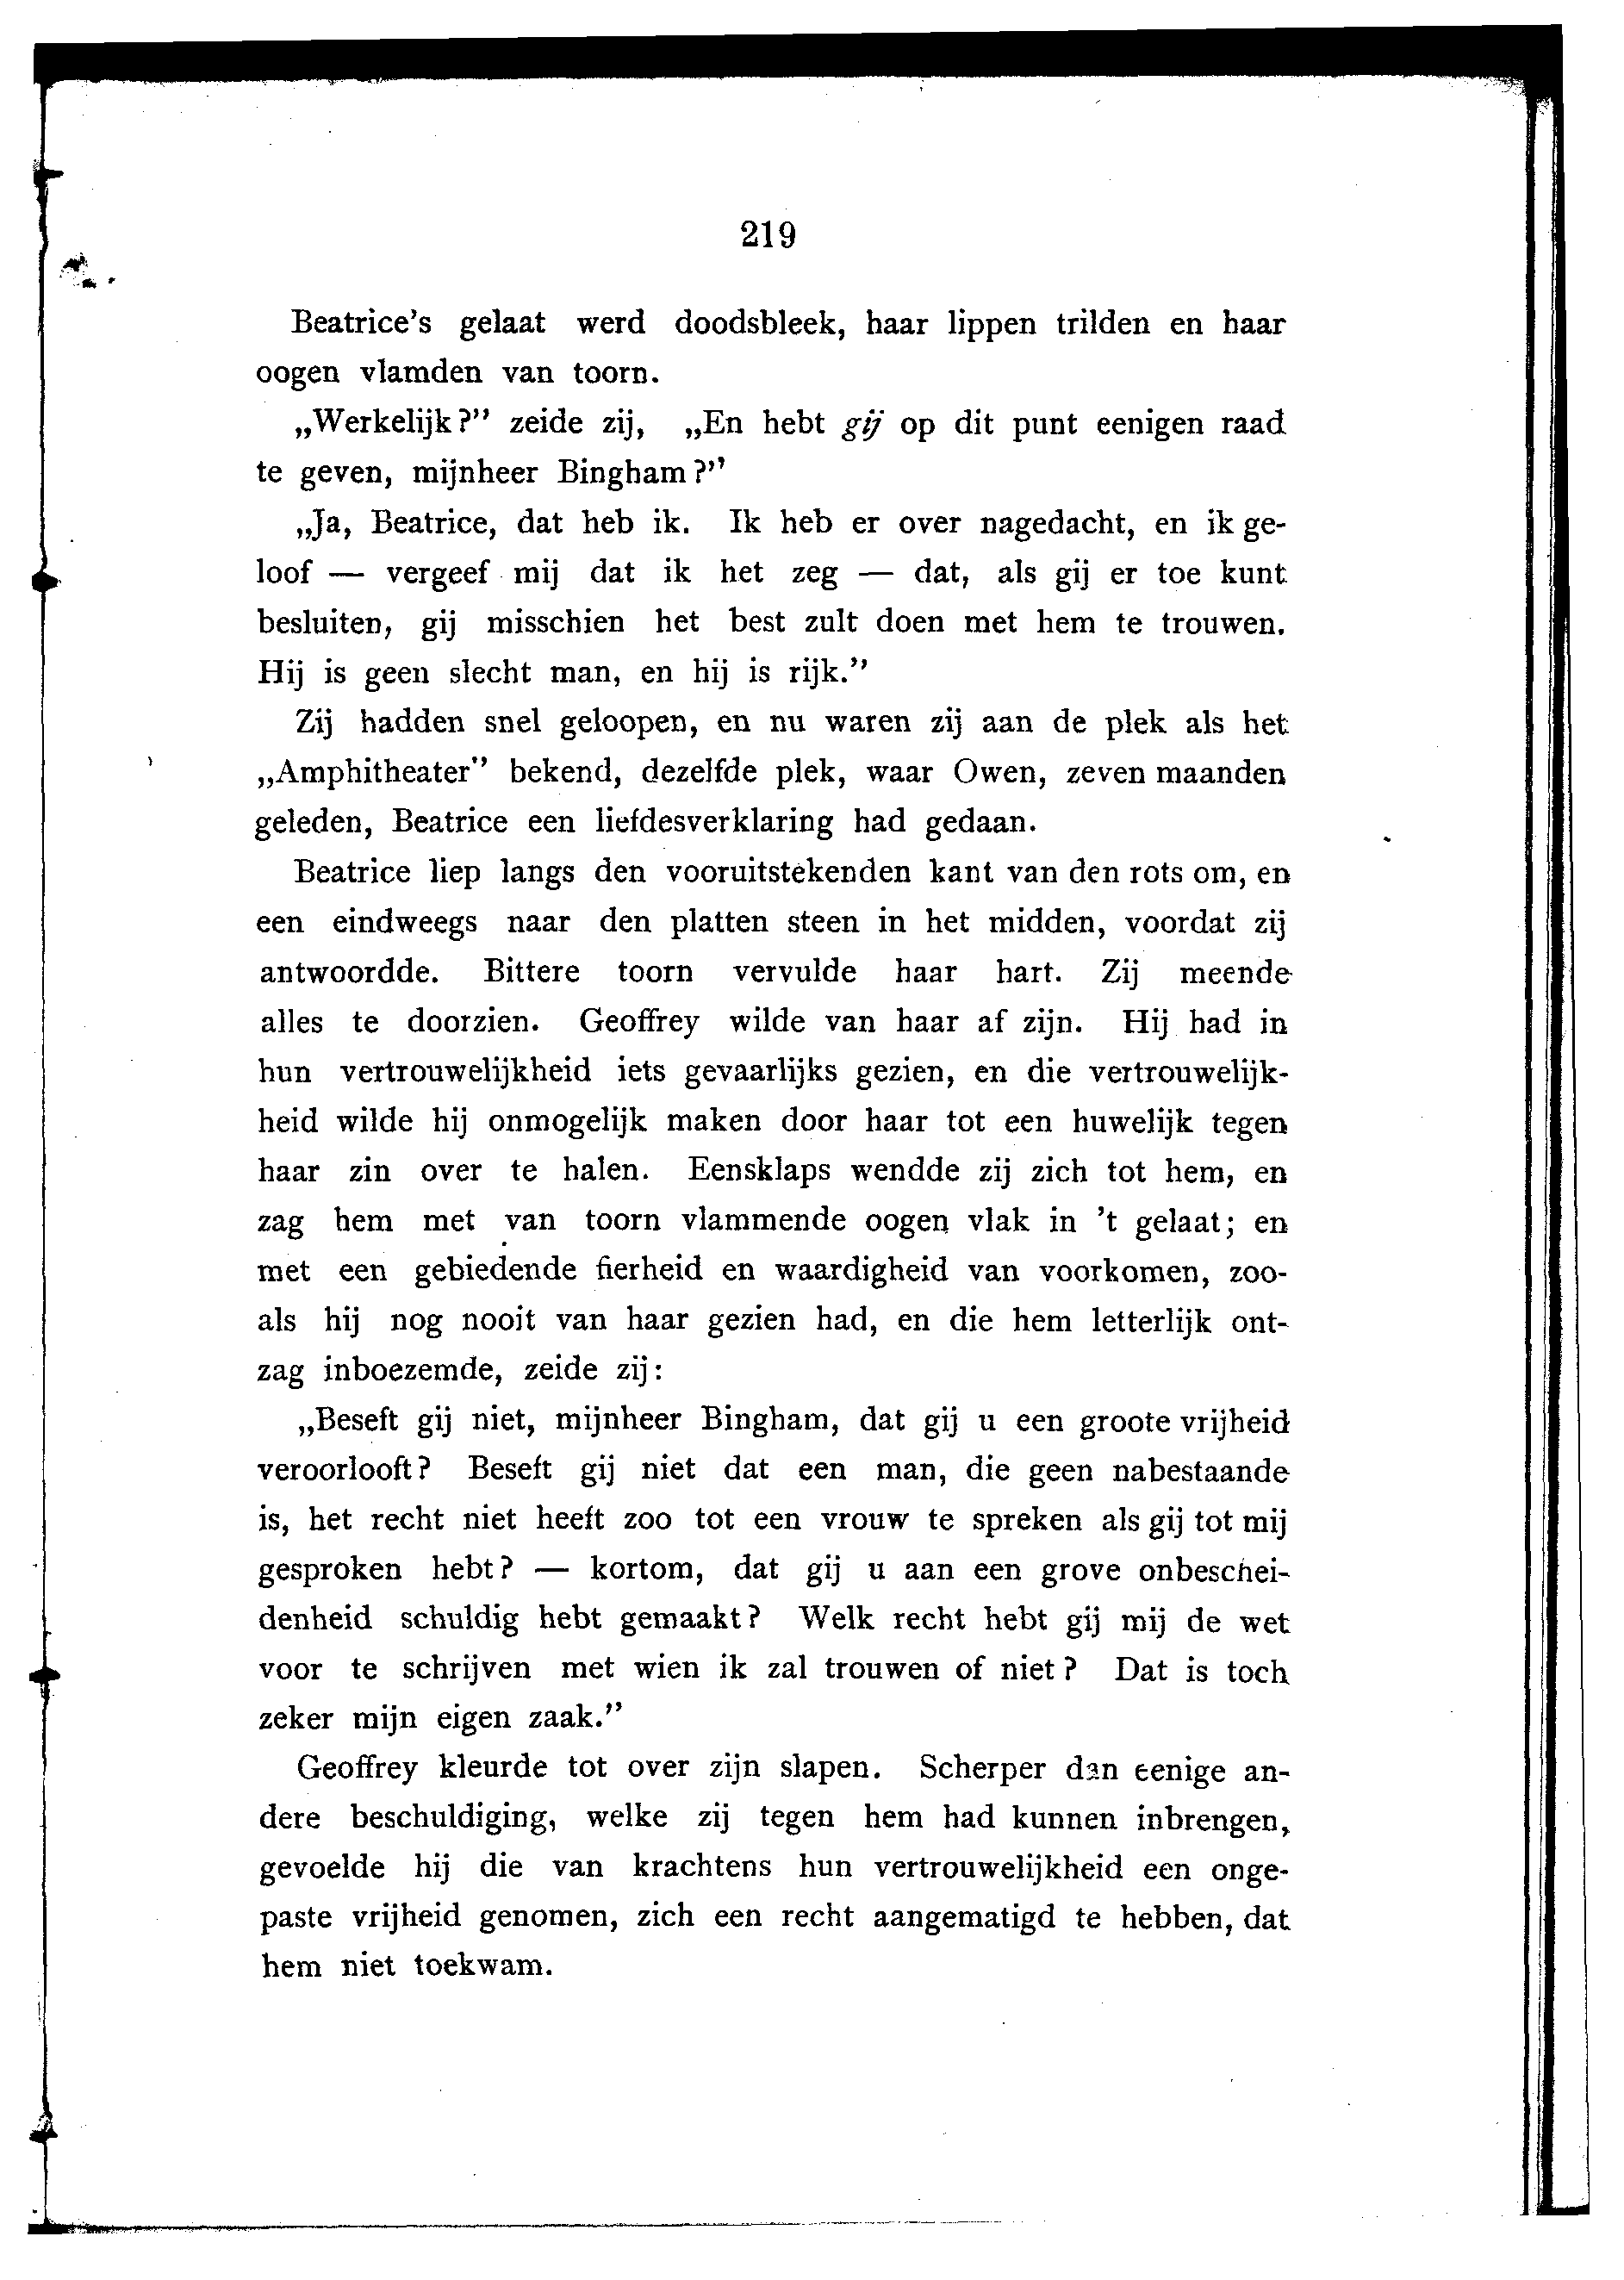 219
Beatrice's gelaat werd doodsbleek, haar lippen trilden en haar
oogen vlamden van toorn.
„Werkelijk?” zeide zij, „En hebt gij op dit punt eenigen raad
te geven, mijnheer Bingham?”
„Ja, Beatrice, dat heb ik. Ik heb er over nagedacht, en ik ge-
loof — vergeef mij dat ik het zeg — dat, als gij er toe kunt
besluiten, gij misschien het best zult doen met hem te trouwen.
Hij is geen slecht man, en hij is rijk.”
Zij hadden snel geloopen, en nu waren zij aan de plek als het
„Amphitheater” bekend, dezelfde plek, waar Owen, zeven maanden
geleden, Beatrice een liefdesverklaring had gedaan.
Beatrice liep langs den vooruitstekenden kant van den rots om, en
een eindweegs naar den platten steen in het midden, voordat zij
antwoordde. Bittere toorn vervulde haar hart. Zij meende
alles te doorzien. Geoffrey wilde van haar af zijn. Hij had in
hun vertrouwelijkheid iets gevaarlijks gezien, en die vertrouwelijk-
heid wilde hij onmogelijk maken door haar tot een huwelijk tegen
haar zin over te halen. Eensklaps wendde zij zich tot hem, en
zag hem met van toorn vlammende oogen vlak in 't gelaat; en
met een gebiedende fierheid en waardigheid van voorkomen, zoo-
als hij nog nooit van haar gezien had, en die hem letterlijk ont-
zag inboezemde, zeide zij:
„Beseft gij niet, mijnheer Bingham, dat gij u een groote vrijheid
veroorlooft? Beseft gij niet dat een man, die geen nabestaande
is, het recht niet heeft zoo tot een vrouw te spreken als gij tot mij
gesproken hebt? — kortom, dat gij u aan een grove onbeschei-
denheid schuldig hebt gemaakt? Welk recht hebt gij mij de wet
voor te schrijven met wien ik zal trouwen of niet? Dat is toch
zeker mijn eigen zaak.”
Geoffrey kleurde tot over zijn slapen. Scherper dan eenige an-
dere beschuldiging, welke zij tegen hem had kunnen inbrengen,
gevoelde hij die van krachtens hun vertrouwelijkheid een onge-
paste vrijheid genomen, zich een recht aangematigd te hebben, dat
hem niet toekwam.